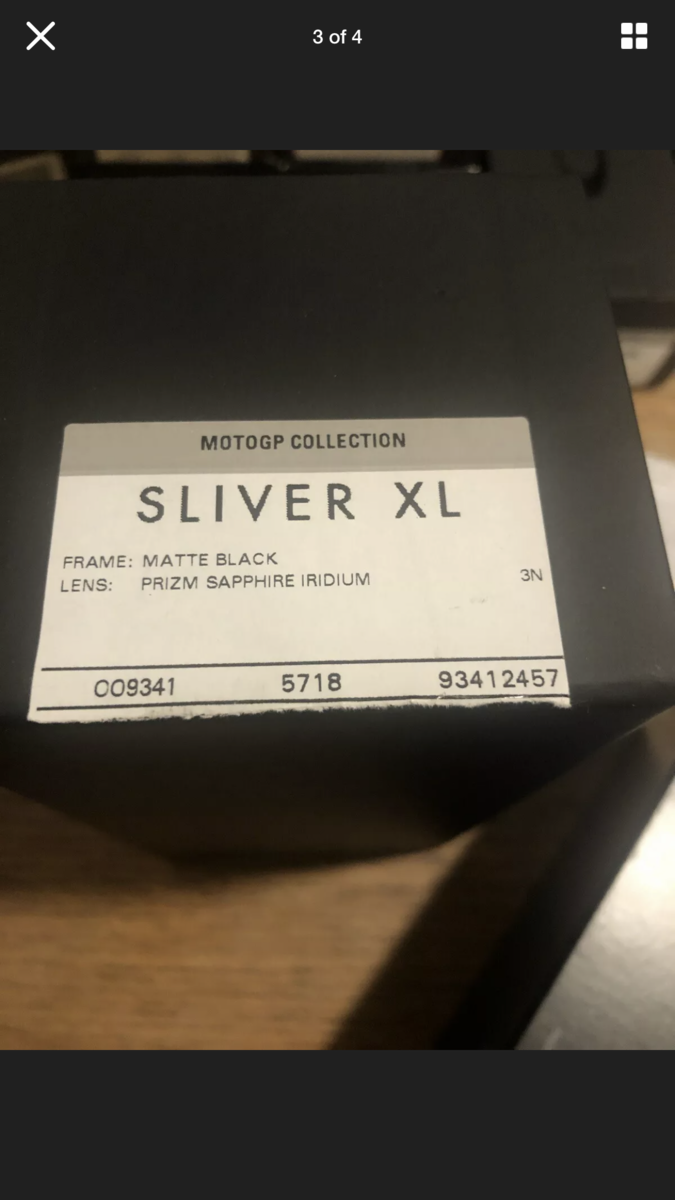 3 of 4
MOTOGP COLLECTION
SLIVER XL
FRAME: MATTE BLACK
LENS: PRIZM SAPPHIRE IRIDIUM 3N
OO9341 5718 93412457